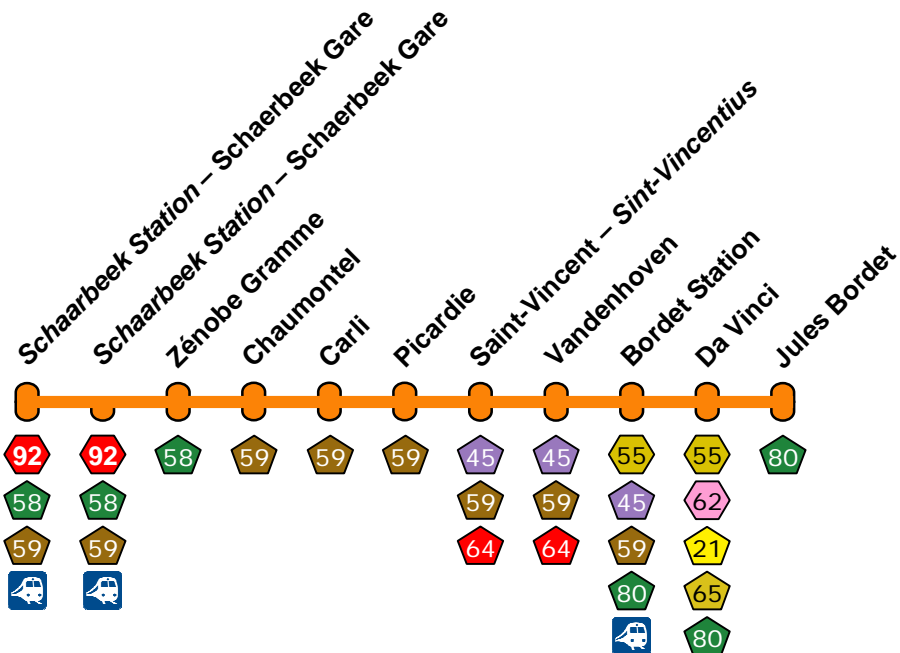 Schaarbeek Station – Schaerbeek Gare
Schaarbeek Station – Schaerbeek Gare
Zénobe Gramme
Chaumontel
Carli
Picardie
Saint-Vincent – Sint-Vincentius
Vandenhoven
Bordet Station
Da Vinci
Jules Bordet
92 92 58 59 59 59 45 45 55 55 80
58 58 59 59 45 62
59 59 64 64 59 21
80 65
80